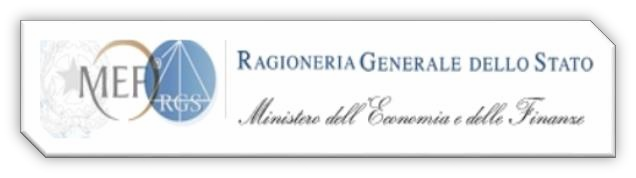 MEF
RGS
RAGIONERIA GENERALE DELLO STATO
Ministero dell'Economia e delle Finanze